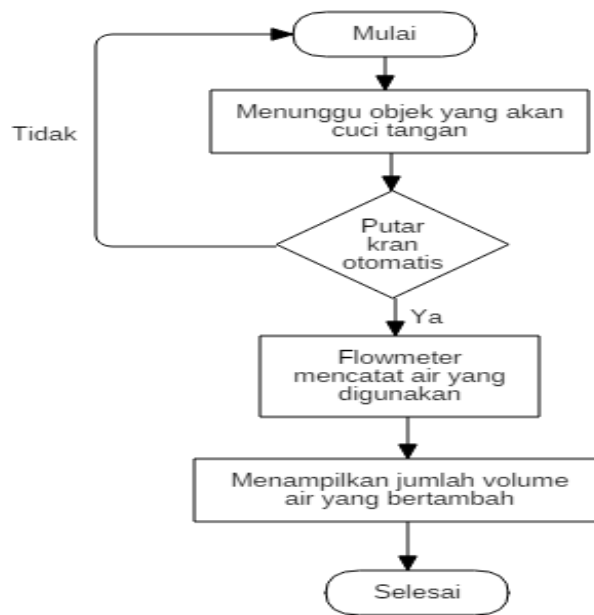 Mulai
Menunggu objek yang akan
cuci tangan
Tidak
Putar
kran
otomatis
Ya
Flowmeter
mencatat air yang
digunakan
Menampilkan jumlah volume
air yang bertambah
Selesai